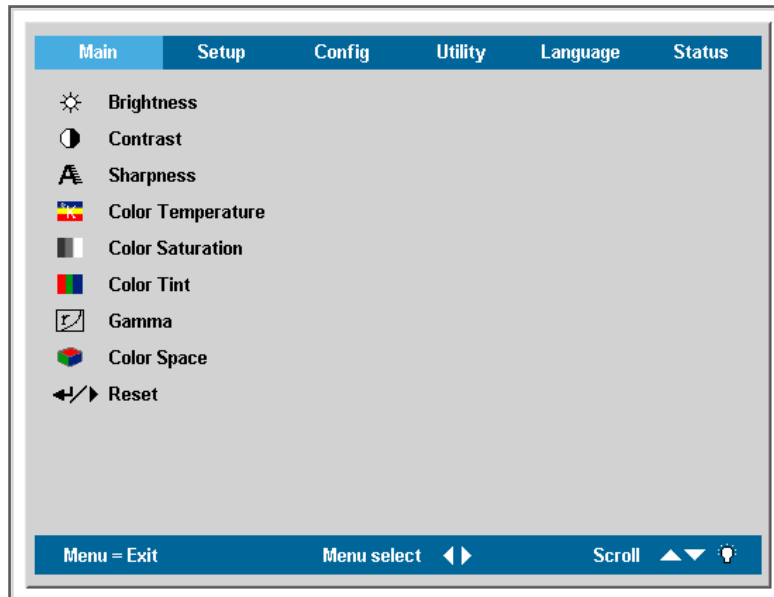 Main Setup Config Utility Language Status
Brightness
Contrast
Sharpness
Color Temperature
Color Saturation
Color Tint
Gamma
Color Space
Reset
Menu = Exit Menu select Scroll